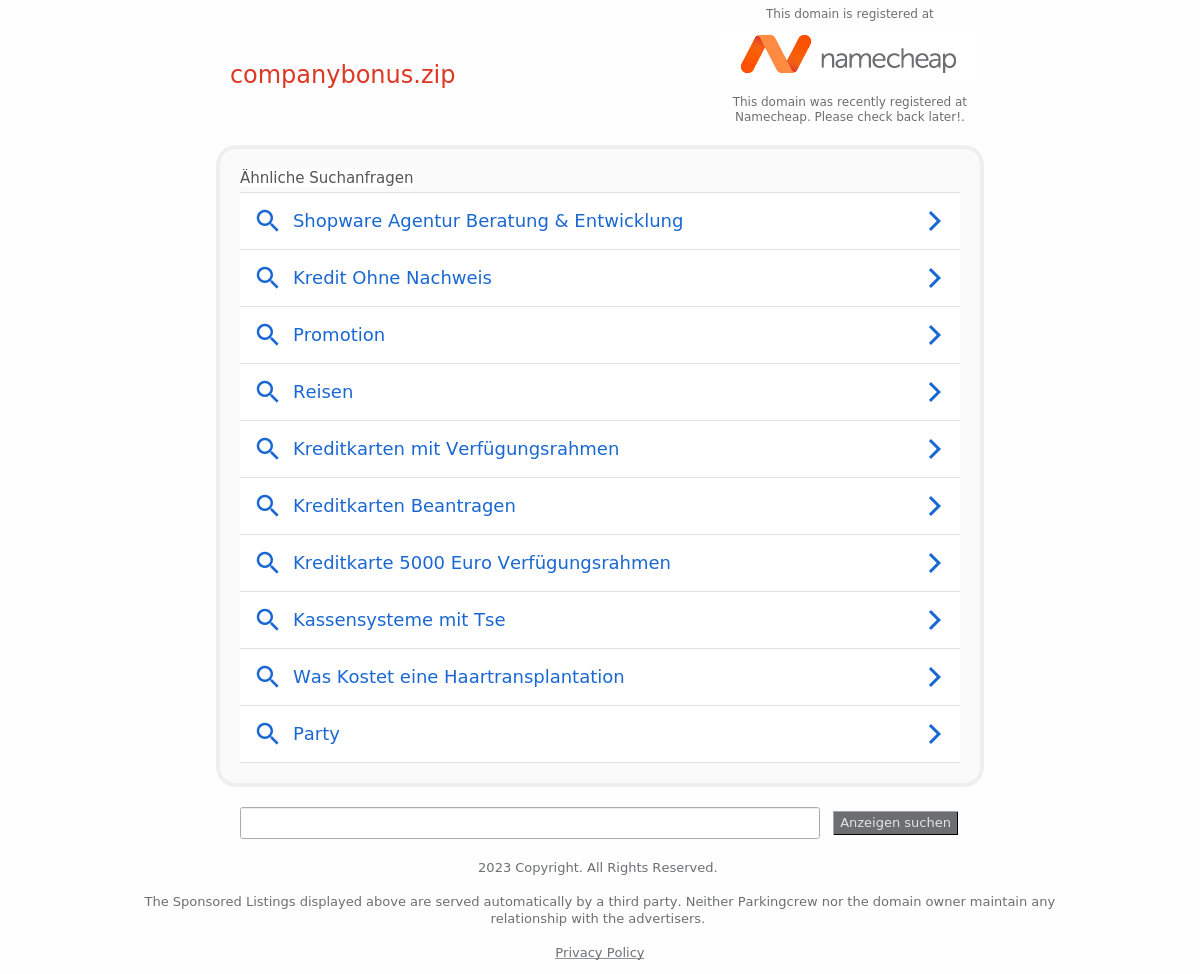 This domain is registered at
namecheap
companybonus.zip
This domain was recently registered at
Namecheap. Please check back later!.
Ähnliche Suchanfragen
Shopware Agentur Beratung & Entwicklung
Kredit Ohne Nachweis
Promotion
Reisen
Kreditkarten mit Verfügungsrahmen
Kreditkarten Beantragen
Kreditkarte 5000 Euro Verfügungsrahmen
Kassensysteme mit Tse
Was Kostet eine Haartransplantation
Party
Anzeigen suchen
2023 Copyright. All Rights Reserved.
The Sponsored Listings displayed above are served automatically by a third party. Neither Parkingcrew nor the domain owner maintain any
relationship with the advertisers.
Privacy Policy